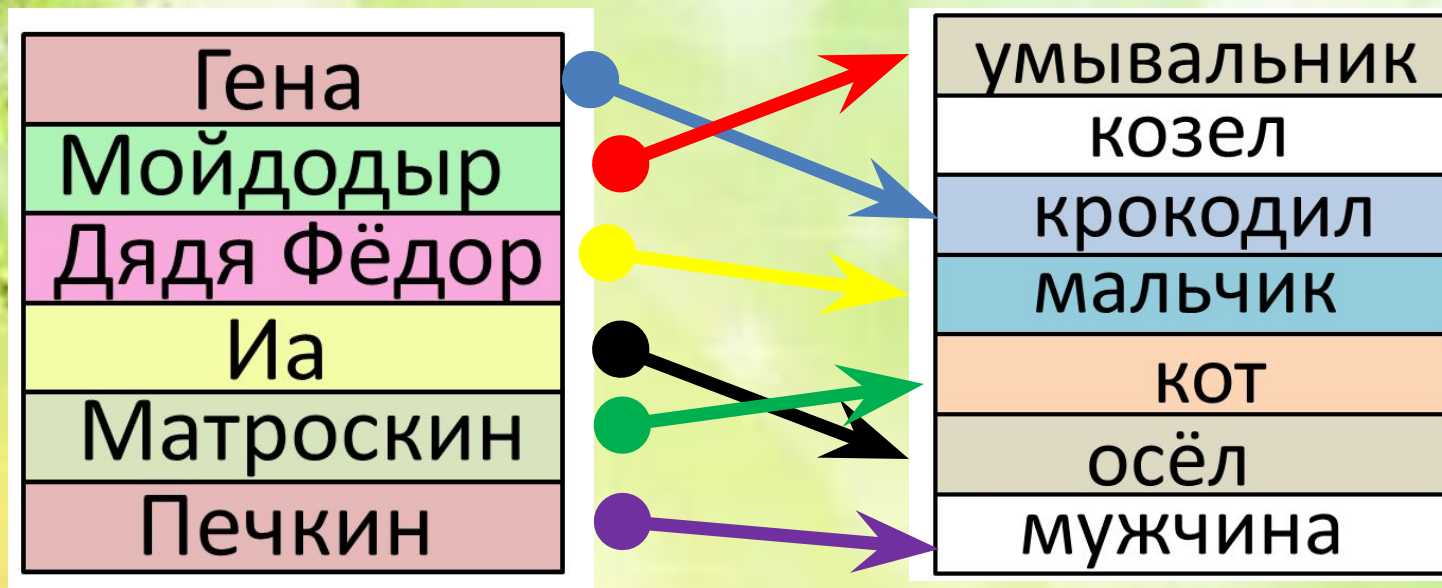 Гена
Мойдодыр
Дядя Фёдор
Иа
Матроскин
Печкин
умывальник
козел
крокодил
мальчик
кот
осёл
мужчина